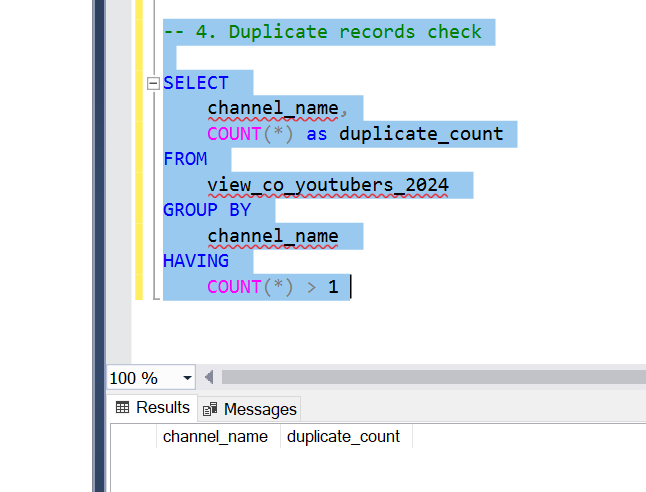 -- 4. Duplicate records check
SELECT
channel_name,
COUNT(*) as duplicate_count
FROM
view_co_youtubers_2024
GROUP BY
channel_name
HAVING
COUNT(*) > 1
100 %
Results Messages
channel_name duplicate_count